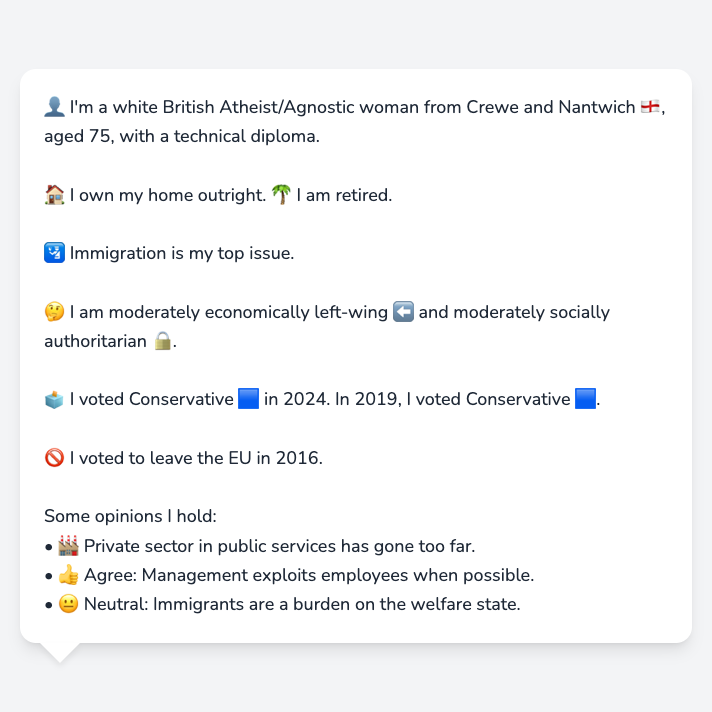 👤 I'm a white British Atheist/Agnostic woman from Crewe and Nantwich 🏴󠁧󠁢󠁥󠁮󠁧󠁿,
aged 75, with a technical diploma.
🏠 I own my home outright. 🌴 I am retired.
🛂 Immigration is my top issue.
🤔 I am moderately economically left-wing ⬅️ and moderately socially
authoritarian 🔒.
🗳️ I voted Conservative 🟦 in 2024. In 2019, I voted Conservative 🟦.
🚫 I voted to leave the EU in 2016.
Some opinions I hold:
• 🏭 Private sector in public services has gone too far.
• 👍 Agree: Management exploits employees when possible.
• 😐 Neutral: Immigrants are a burden on the welfare state.